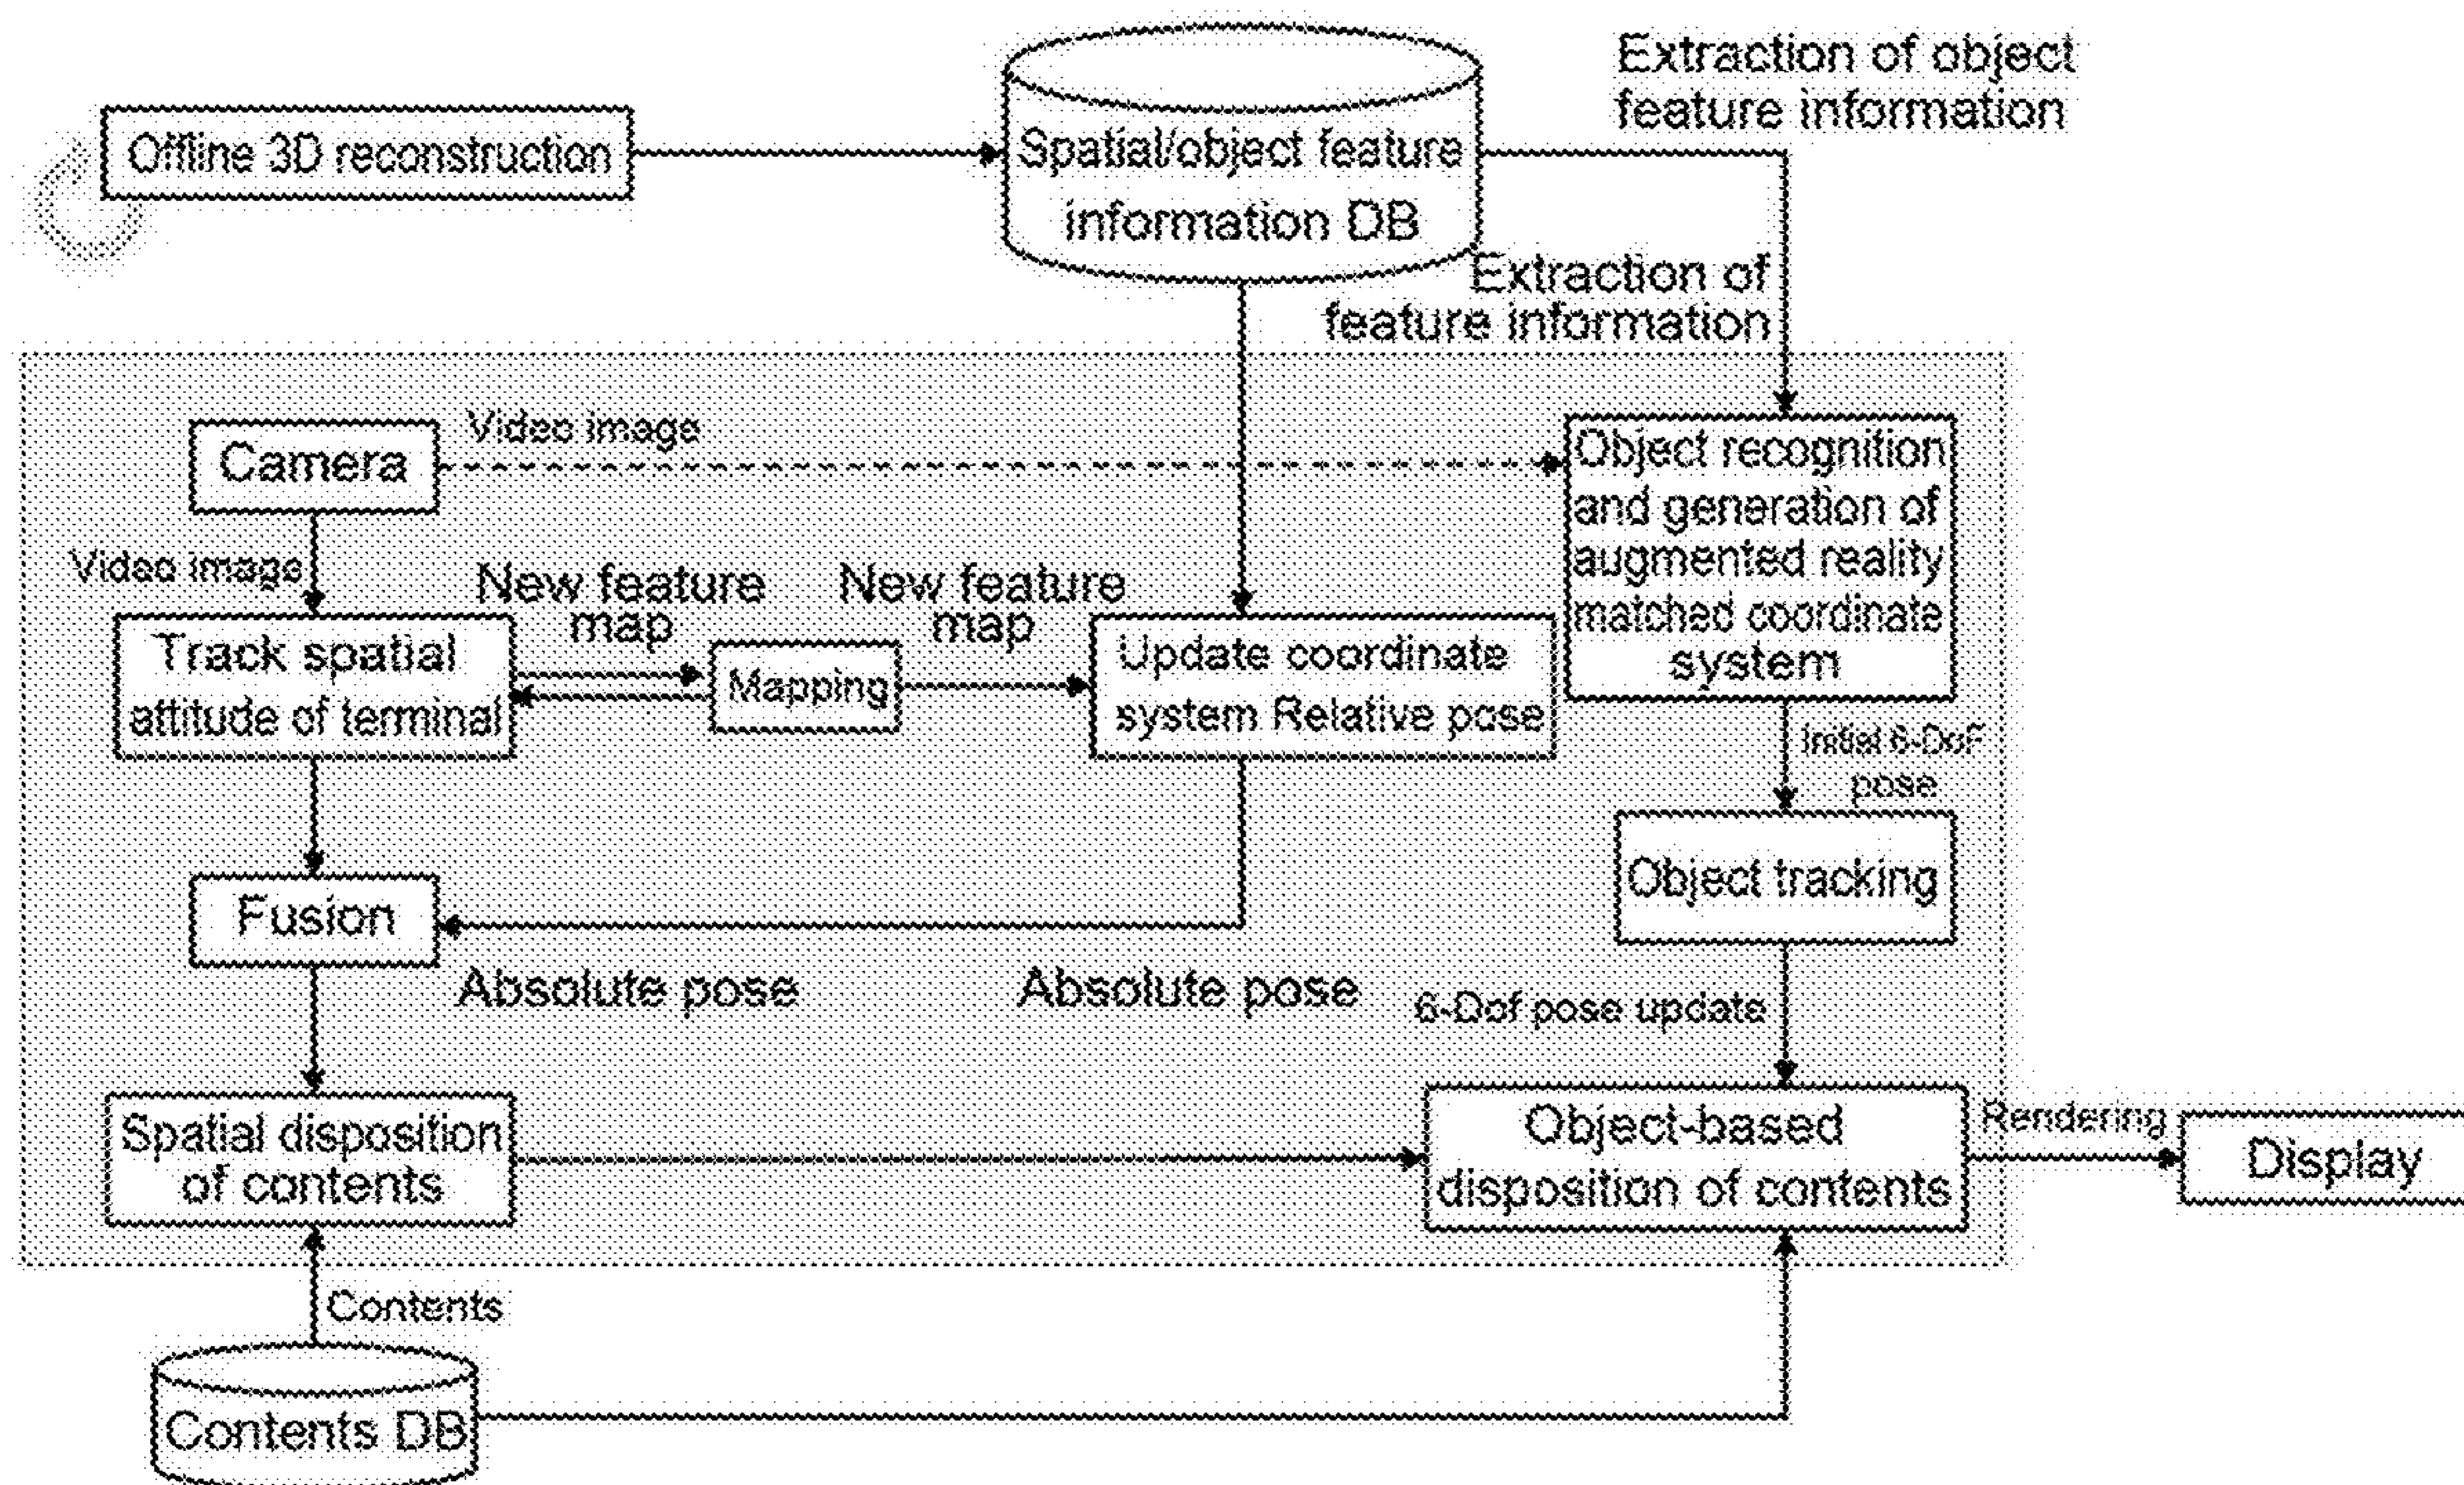 Extraction of object
feature information
Offline 3D reconstruction
Spatial/object feature
information DB
Extraction of
feature information
Camera
Video image
Object recognition
and generation of
augmented reality
matched coordinate
system
Video image
New feature
map
New feature
map
Track spatial
attitude of terminal
Mapping
Update coordinate
system Relative pose
Initial 6-DoF
pose
Object tracking
Fusion
Absolute pose
Absolute pose
6-Dof pose update
Spatial disposition
of contents
Object-based
disposition of contents
Rendering
Display
Contents
Contents DB